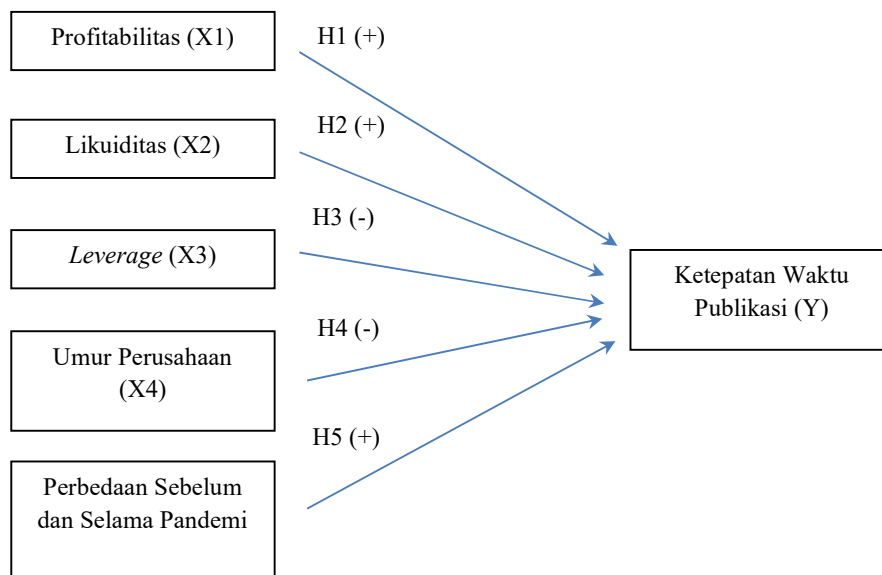 Profitabilitas (X1)
H1 (+)
Likuiditas (X2)
H2 (+)
Leverage (X3)
H3 (-)
Umur Perusahaan
(X4)
H4 (-)
Perbedaan Sebelum
dan Selama Pandemi
H5 (+)
Ketepatan Waktu
Publikasi (Y)